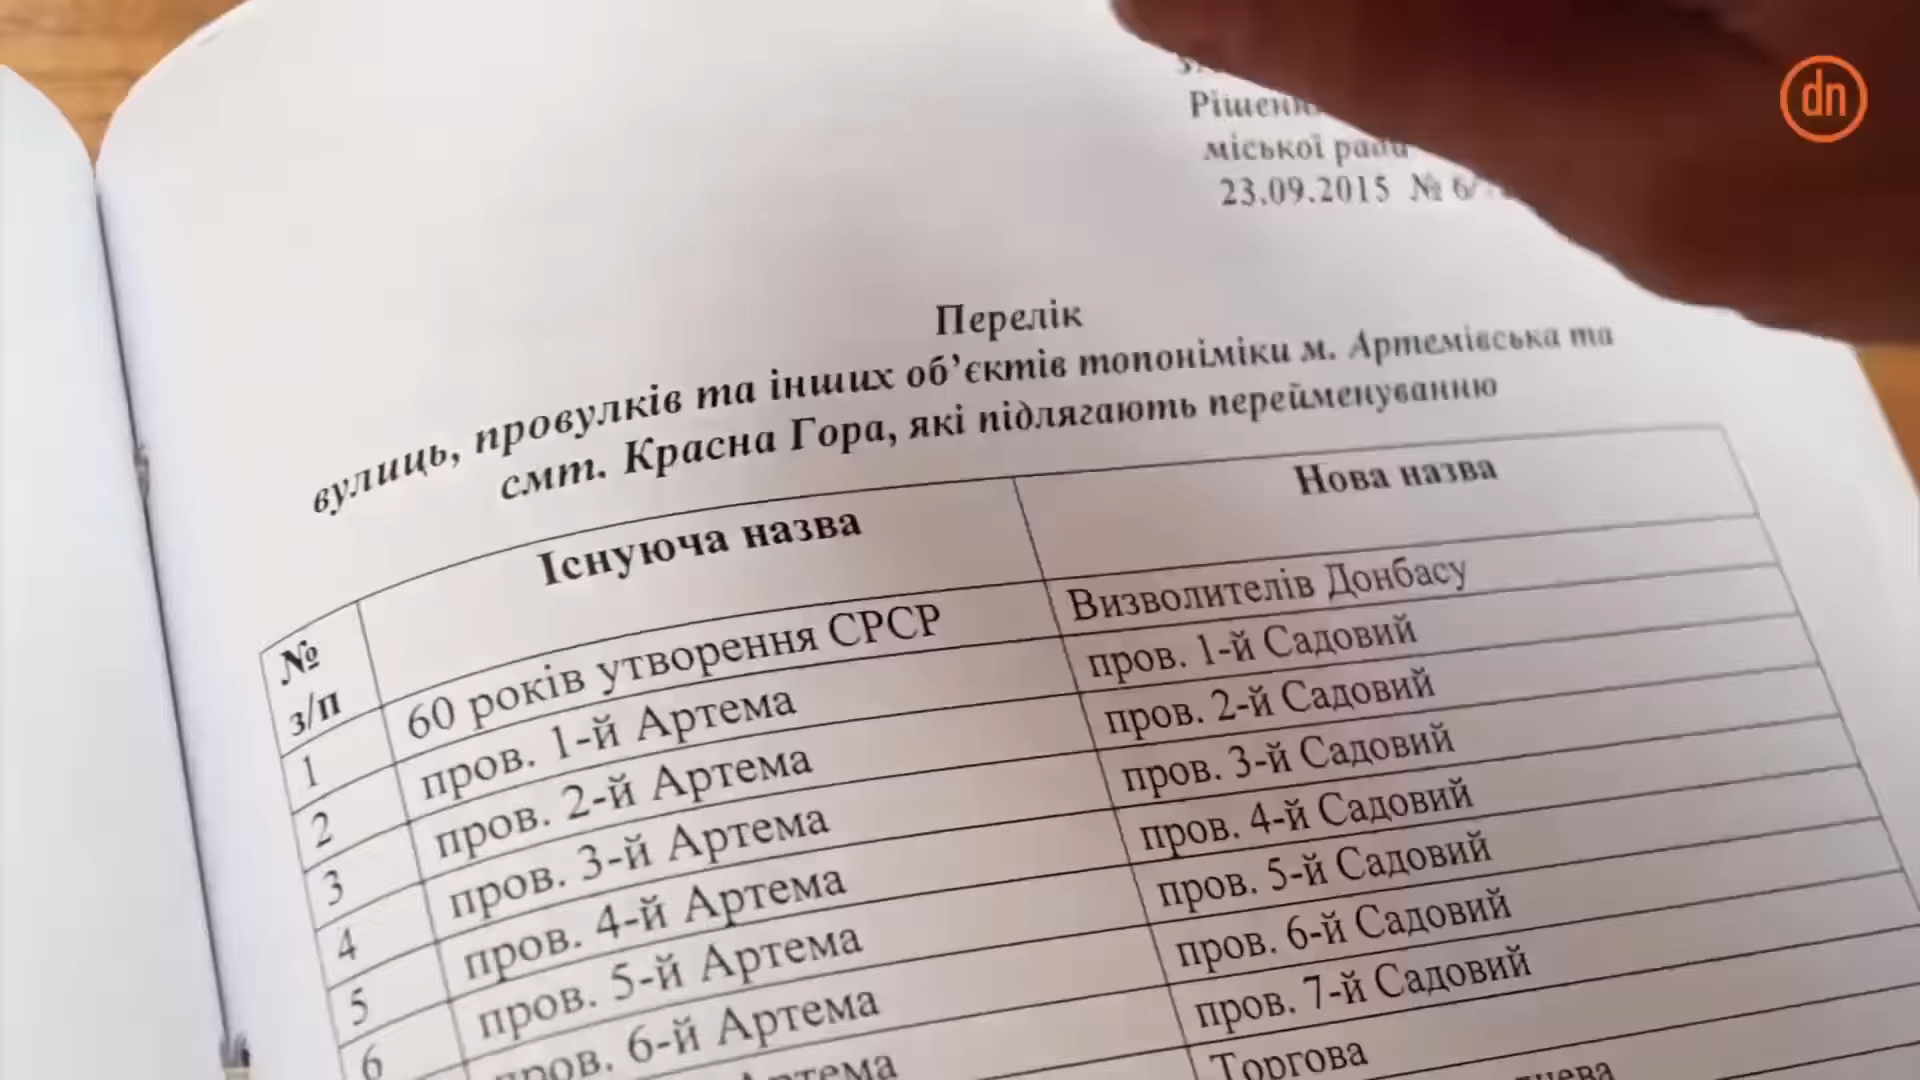 dn
Рішенн
міської рада
23.09.2015 № 6/
Перелік
вулиць, провулків та інших об’єктів топоніміки м. Артемівська та
смт. Красна Гора, які підлягають перейменуванню
№ з/п Існуюча назва Нова назва
1 60 років утворення СРСР Визволителів Донбасу
2 пров. 1-й Артема пров. 1-й Садовий
3 пров. 2-й Артема пров. 2-й Садовий
4 пров. 3-й Артема пров. 3-й Садовий
5 пров. 4-й Артема пров. 4-й Садовий
6 пров. 5-й Артема пров. 5-й Садовий
пров. 6-й Артема пров. 6-й Садовий
Артема пров. 7-й Садовий
Торгова